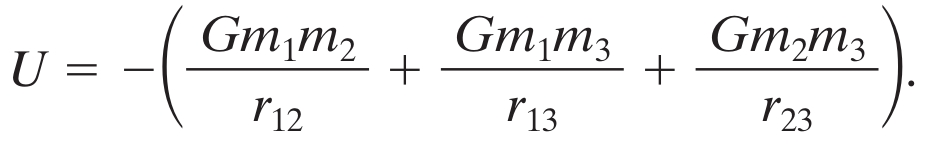 U = −(Gm₁m₂/r₁₂ + Gm₁m₃/r₁₃ + Gm₂m₃/r₂₃).